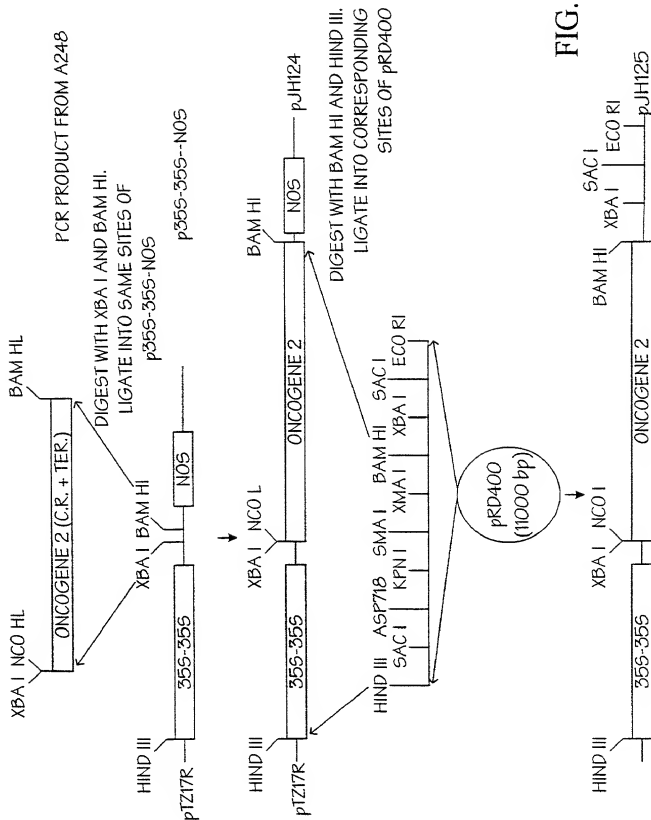 XBA I NCO HL
BAM HL
ONCOGENE 2 (C.R. + TER.)
PCR PRODUCT FROM A248
DIGEST WITH XBA I AND BAM HI.
LIGATE INTO SAME SITES OF
p35S-35S-NOS
HIND III
XBA I BAM HI
pTZ17R
35S-35S
NOS
p35S-35S--NOS
HIND III
XBA I NCO L
BAM HI
pTZ17R
35S-35S
ONCOGENE 2
NOS
pJH124
DIGEST WITH BAM HI AND HIND III.
LIGATE INTO CORRESPONDING
SITES OF pRD400
HIND III
SAC I
ASP718
KPN I
SMA I
XMA I
BAM HI
XBA I
SAC I
ECO RI
pRD400
(11000 bp)
HIND III
XBA I
NCO I
BAM HI
XBA I
SAC I
ECO RI
35S-35S
ONCOGENE 2
pJH125
FIG.